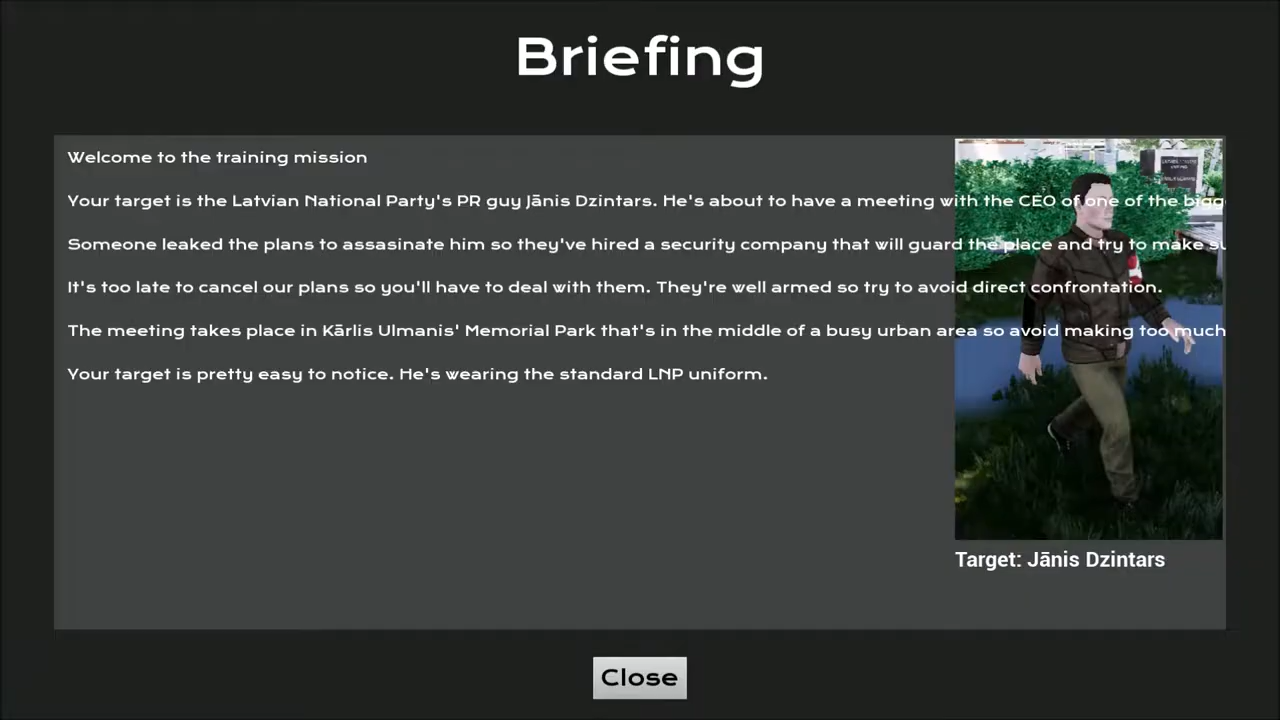 Briefing
Welcome to the training mission
Your target is the Latvian National Party's PR guy Jānis Dzintars. He's about to have a meeting with the CEO of one of the
Someone leaked the plans to assasinate him so they've hired a security company that will guard the place and try to make
It's too late to cancel our plans so you'll have to deal with them. They're well armed so try to avoid direct confrontation.
The meeting takes place in Kārlis Ulmanis' Memorial Park that's in the middle of a busy urban area so avoid making too much
Your target is pretty easy to notice. He's wearing the standard LNP uniform.
Target: Jānis Dzintars
Close